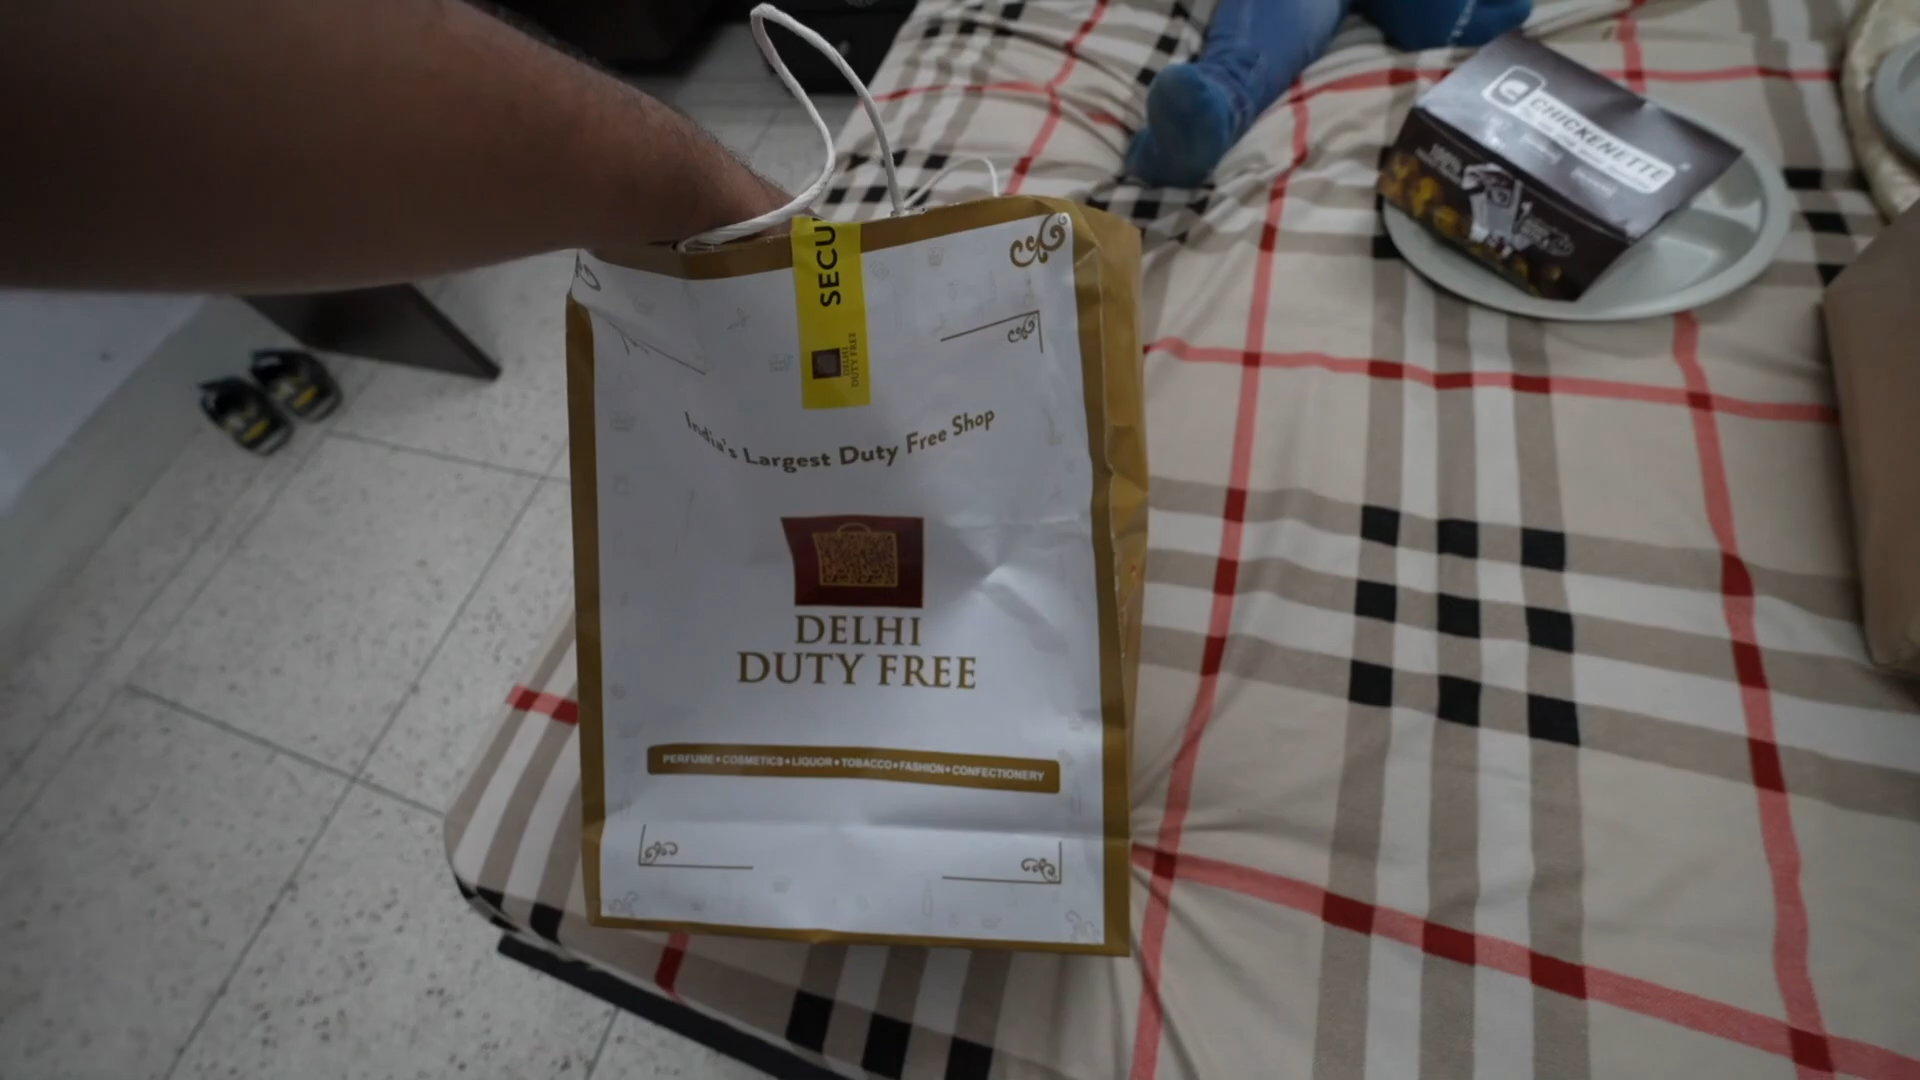 CHICKENETTE
SECU
DELHI
DUTY FREE
India's Largest Duty Free Shop
DELHI
DUTY FREE
PERFUME • COSMETICS • LIQUOR • TOBACCO • FASHION • CONFECTIONERY